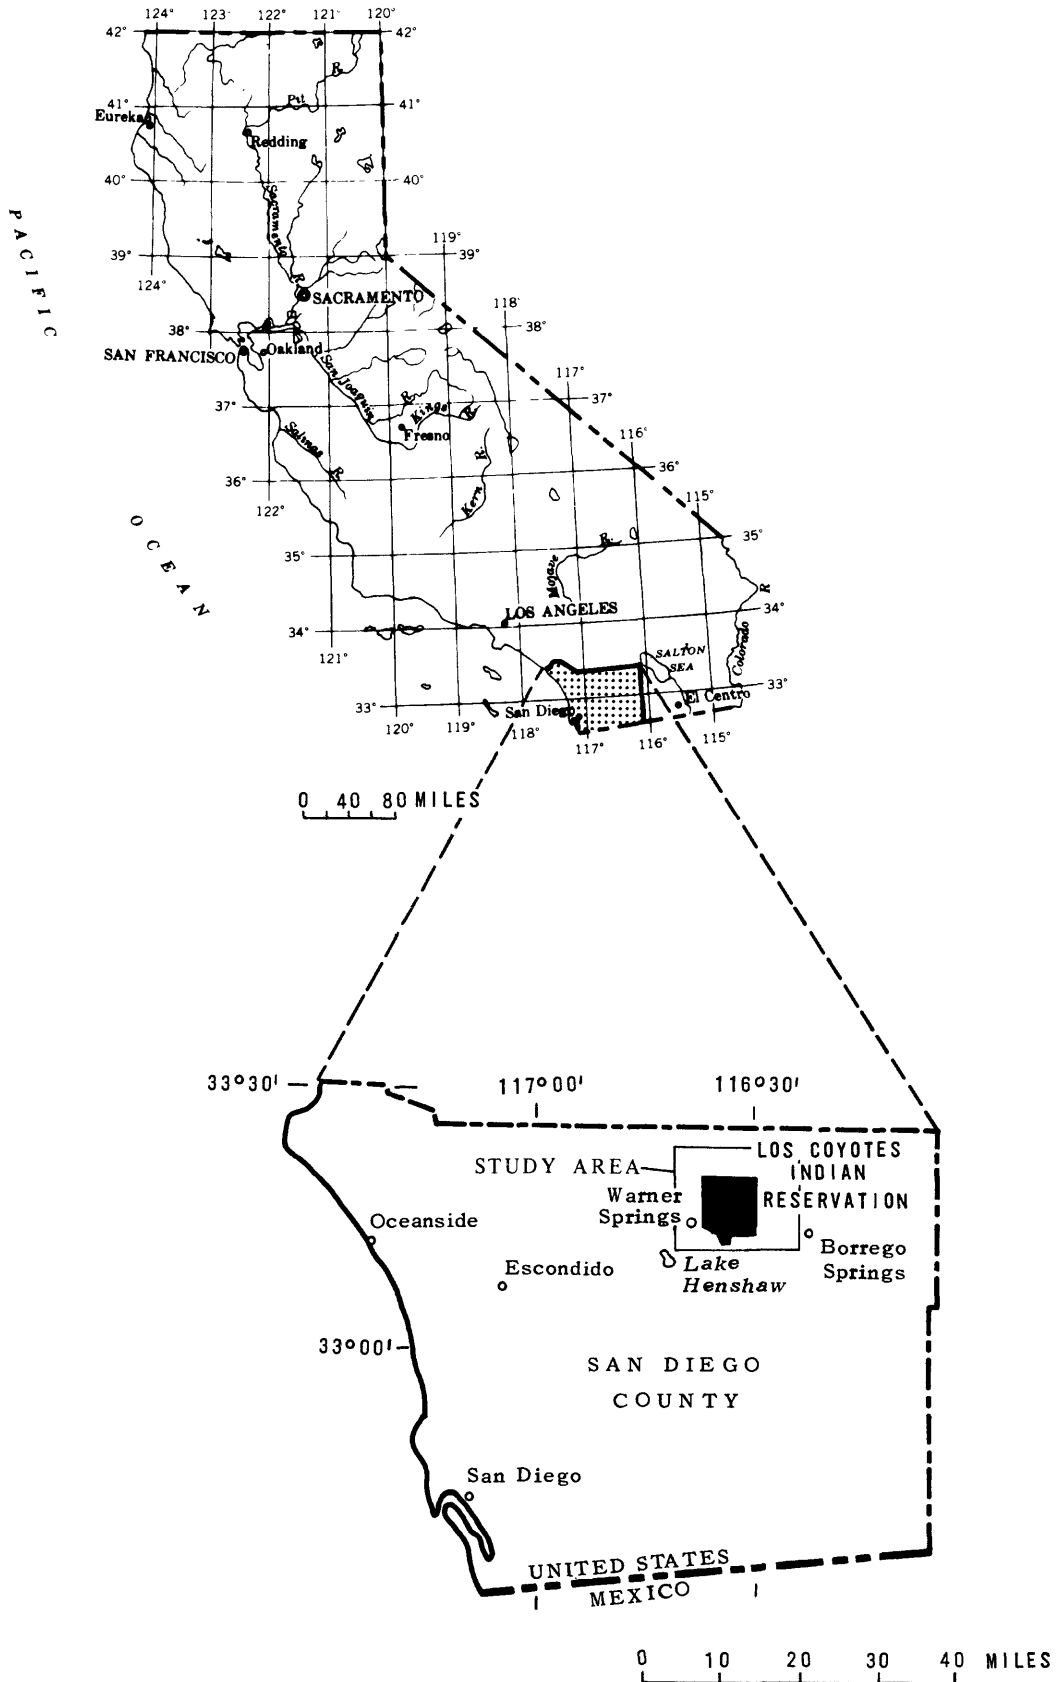 124° 123° 122° 121° 120°
42° 42°
R.
Pit
41° 41°
Eureka
Redding
40° 40°
R
Sacramento
PACIFIC
119°
39° 39°
124°
R.
SACRAMENTO
118°
38° 38°
SAN FRANCISCO
Oakland
San Joaquin
R.
117°
37° 37°
Kings
R.
Fresno
116°
Salinas
R.
R.
36° 36°
Kern
115°
122°
OCEAN
35° 35°
R.
Mojave
R
LOS ANGELES
34° 34°
Colorado
121°
SALTON
SEA
33° 33°
El Centro
San Diego
120° 119° 118° 117° 116° 115°
0 40 80 MILES
33°30'
117°00' 116°30'
LOS COYOTES
STUDY AREA
INDIAN
Warner
RESERVATION
Springs
Oceanside
Borrego
Springs
Escondido
Lake
Henshaw
33°00'
SAN DIEGO
COUNTY
San Diego
UNITED STATES
MEXICO
0 10 20 30 40 MILES